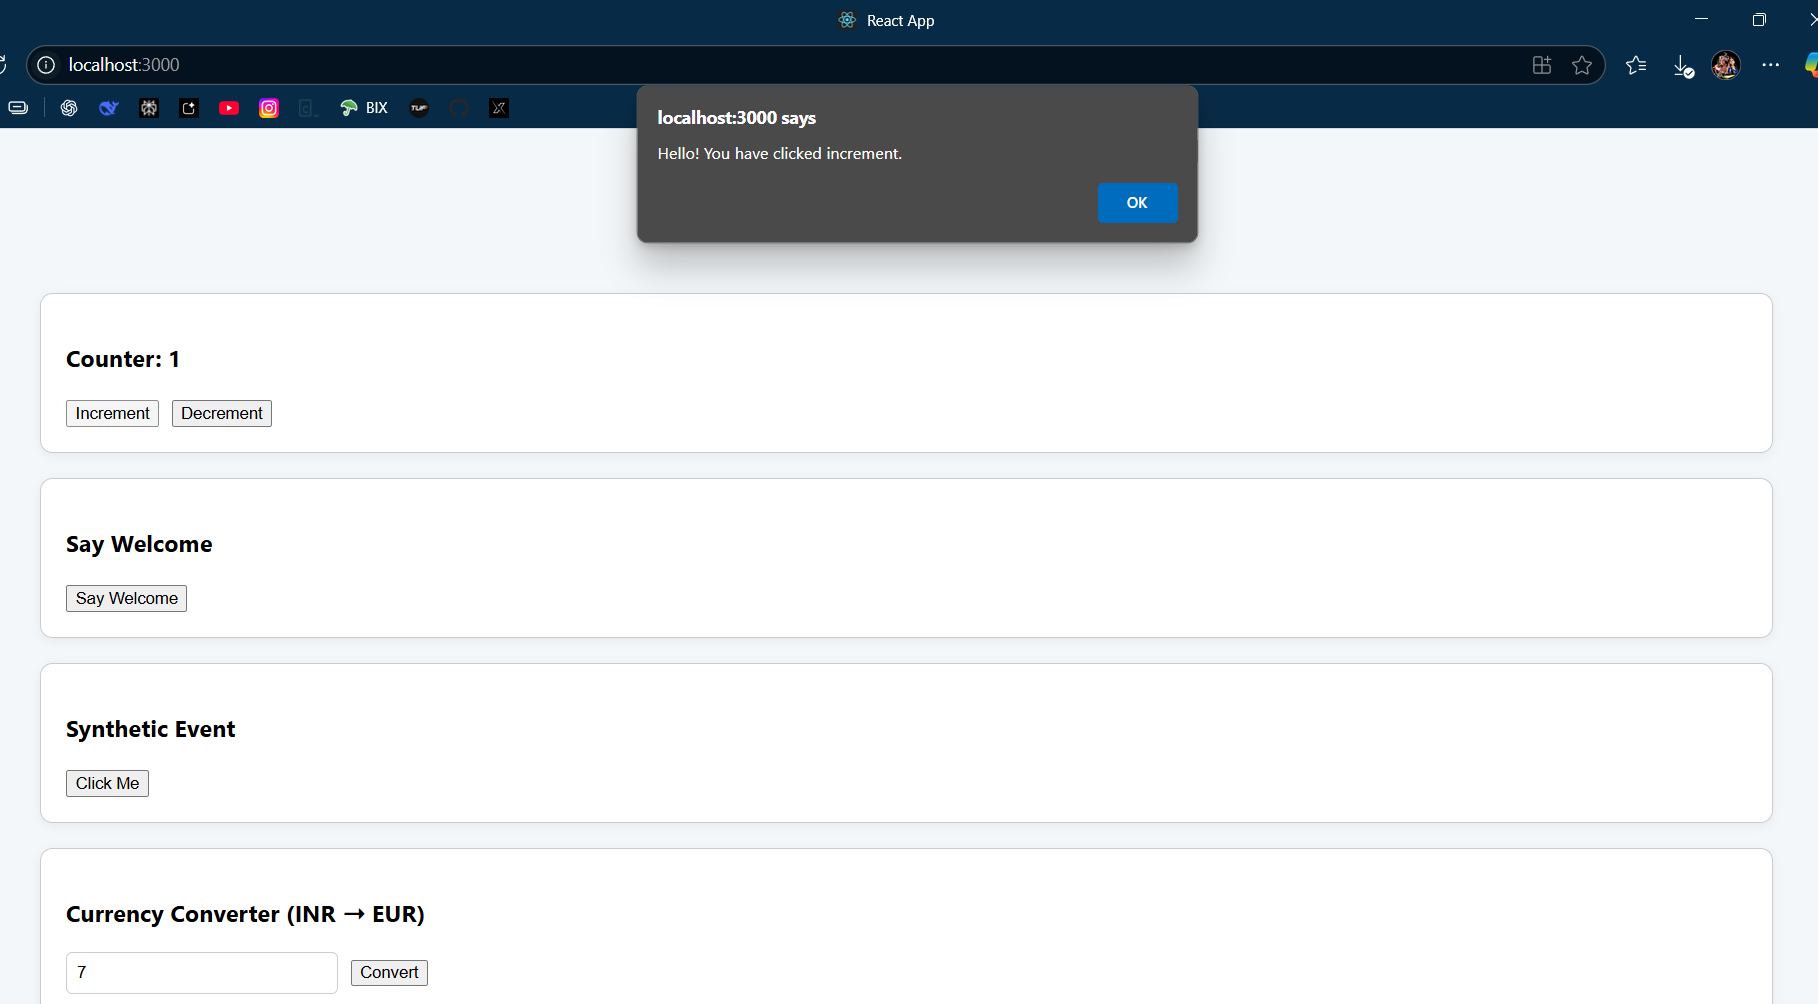 React App
localhost:3000
BIX
TUF
localhost:3000 says
Hello! You have clicked increment.
OK
Counter: 1
Increment
Decrement
Say Welcome
Say Welcome
Synthetic Event
Click Me
Currency Converter (INR → EUR)
7
Convert